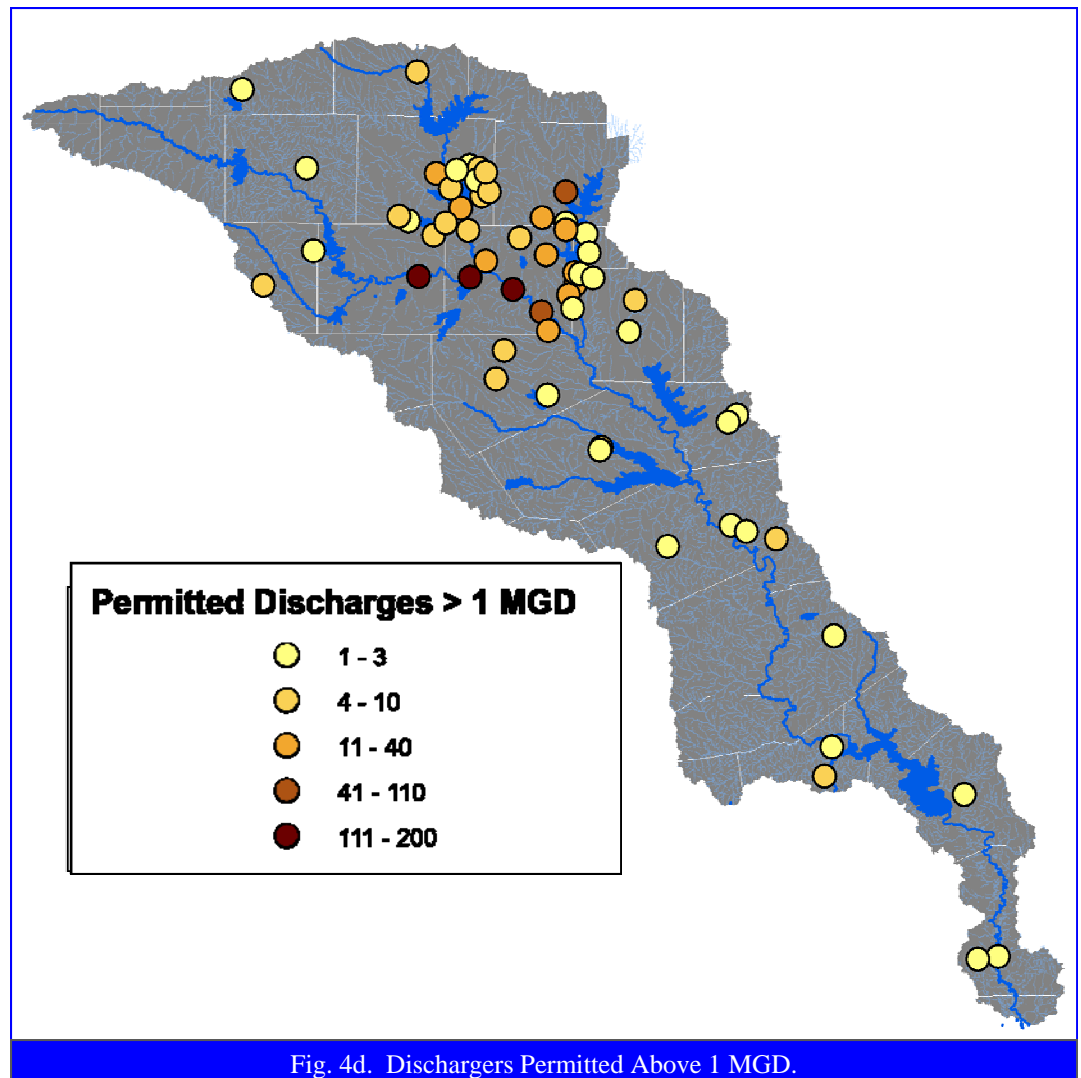 Permitted Discharges > 1 MGD
1 - 3
4 - 10
11 - 40
41 - 110
111 - 200
Fig. 4d. Dischargers Permitted Above 1 MGD.